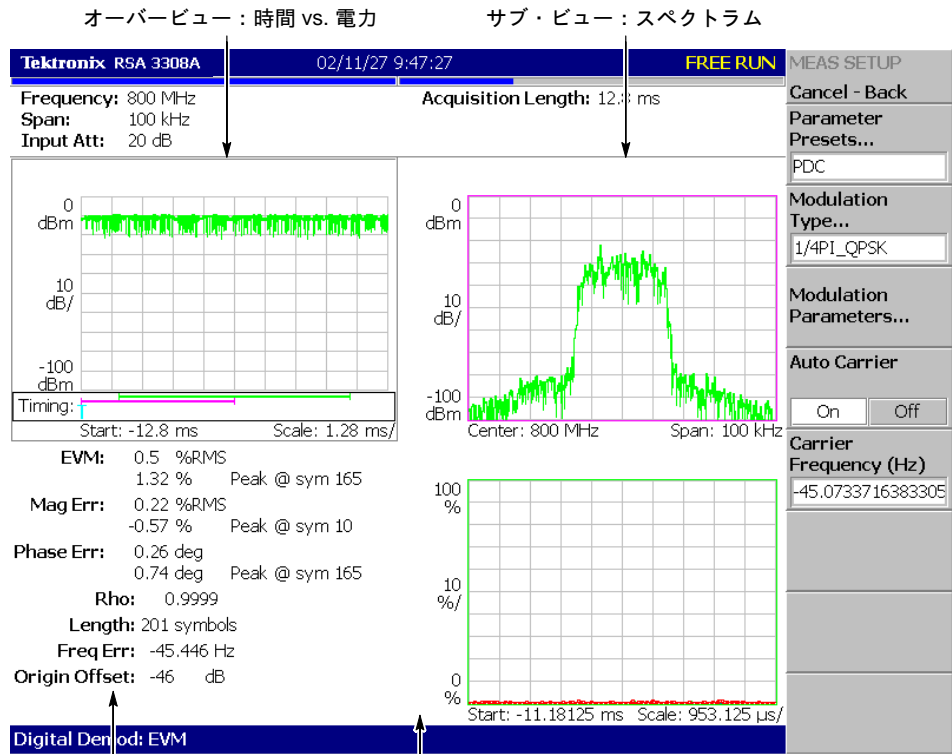 オーバービュー：時間 vs. 電力
サブ・ビュー：スペクトラム
Tektronix RSA 3308A
02/11/27 9:47:27
FREE RUN
MEAS SETUP
Cancel - Back
Frequency: 800 MHz
Acquisition Length: 12.8 ms
Span: 100 kHz
Input Att: 20 dB
Parameter
Presets...
PDC
Modulation
Type...
1/4PI_QPSK
Modulation
Parameters...
Auto Carrier
On
Off
Carrier
Frequency (Hz)
-45.0733716383305
0
dBm
10
dB/
-100
dBm
Timing:
Start: -12.8 ms
Scale: 1.28 ms/
0
dBm
10
dB/
-100
dBm
Center: 800 MHz
Span: 100 kHz
EVM: 0.5 %RMS
1.32 % Peak @ sym 165
Mag Err: 0.22 %RMS
-0.57 % Peak @ sym 10
Phase Err: 0.26 deg
0.74 deg Peak @ sym 165
Rho: 0.9999
Length: 201 symbols
Freq Err: -45.446 Hz
Origin Offset: -46 dB
100
%
10
%/
0
%
Start: -11.18125 ms
Scale: 953.125 µs/
Digital Demod: EVM